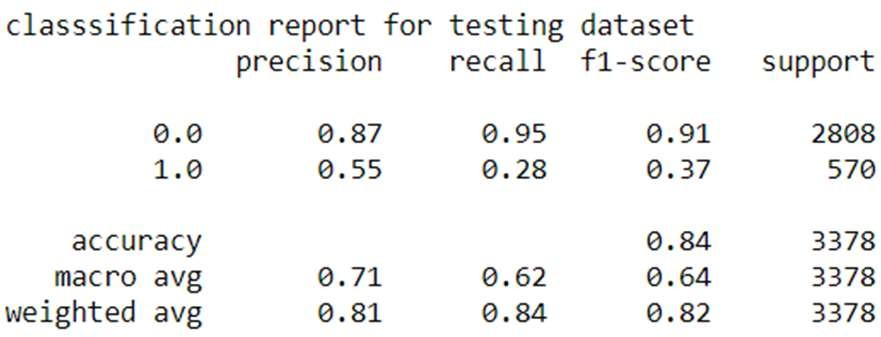 classsification report for testing dataset
precision recall f1-score support
0.0 0.87 0.95 0.91 2808
1.0 0.55 0.28 0.37 570
accuracy 0.84 3378
macro avg 0.71 0.62 0.64 3378
weighted avg 0.81 0.84 0.82 3378